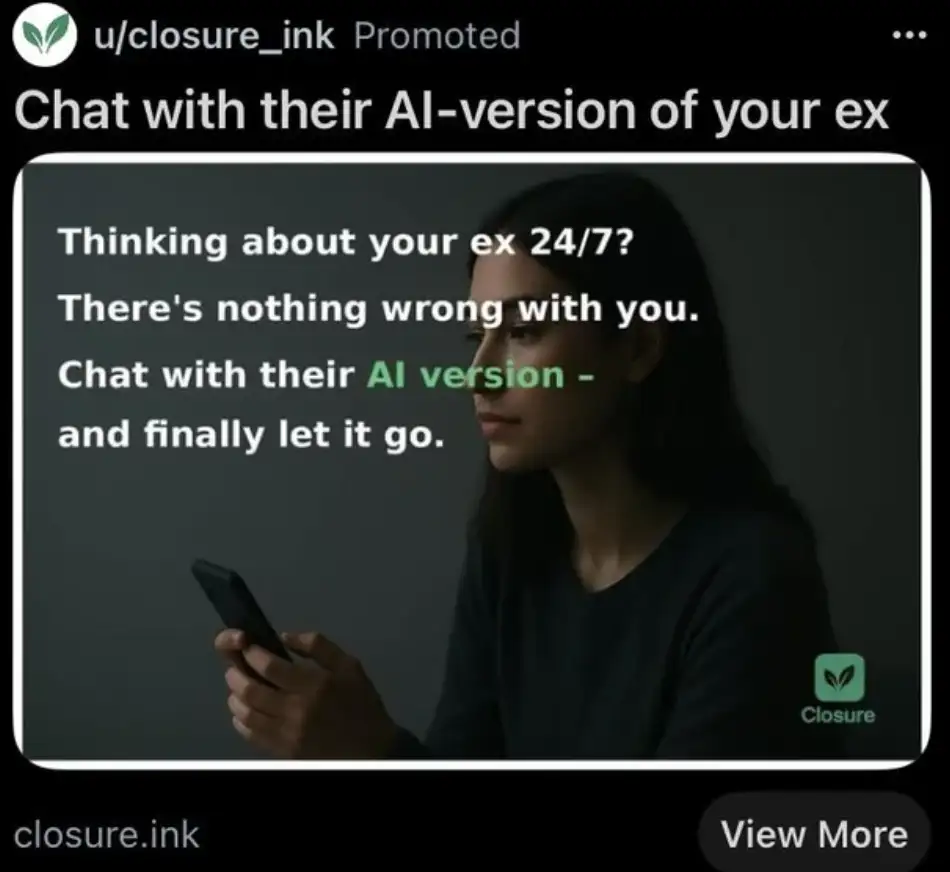 u/closure_ink Promoted
Chat with their AI-version of your ex
Thinking about your ex 24/7?
There's nothing wrong with you.
Chat with their AI version –
and finally let it go.
Closure
closure.ink
View More